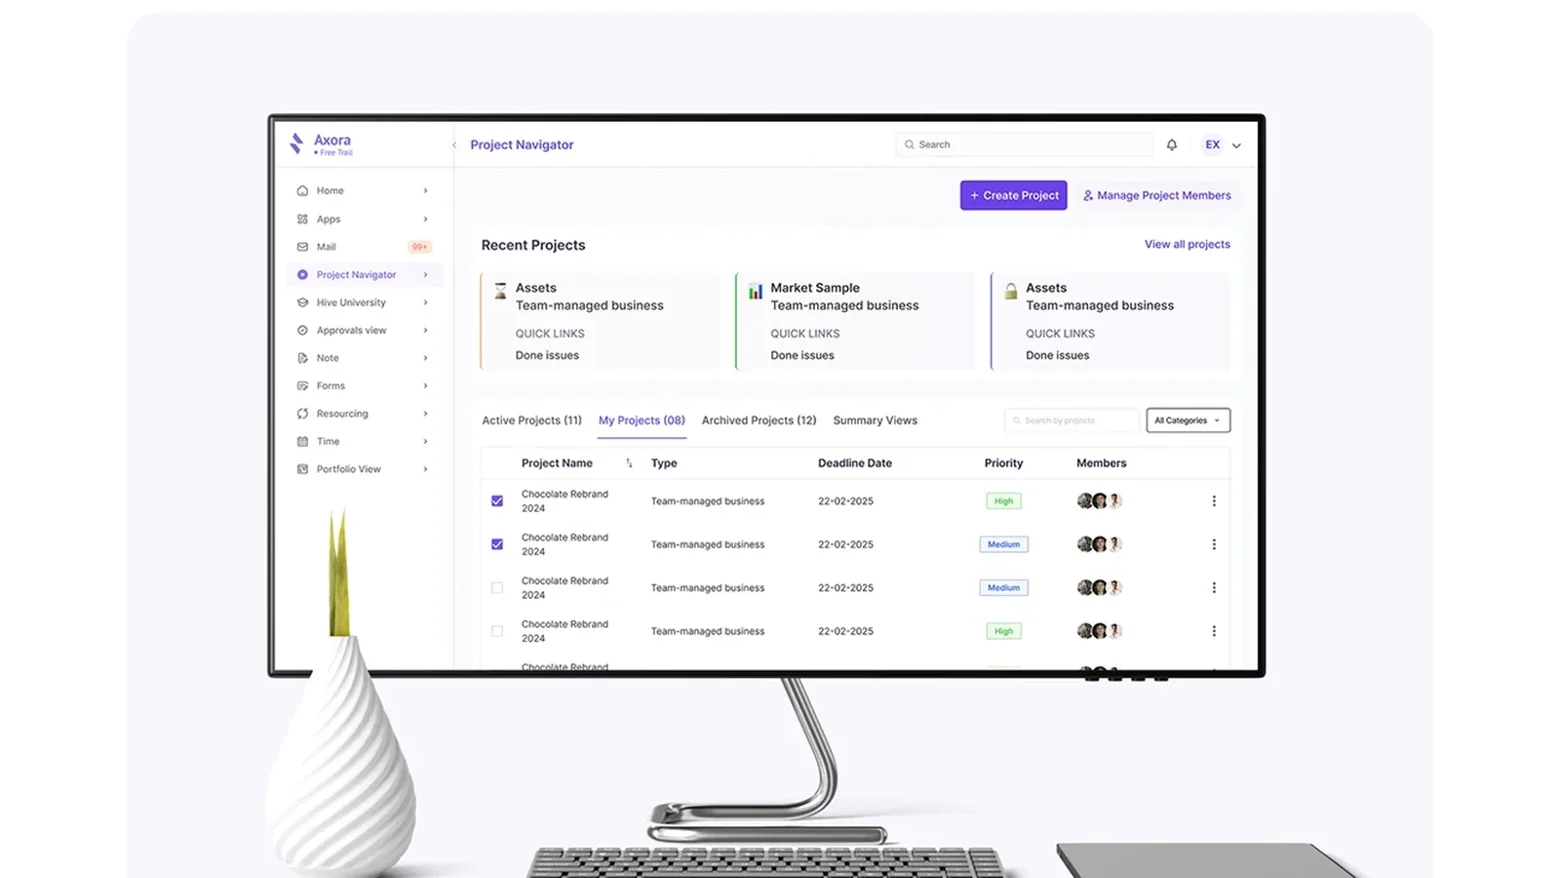 Axora
Free Trail
Project Navigator
Search
EX
Home
Apps
Mail
99+
Project Navigator
Hive University
Approvals view
Note
Forms
Resourcing
Time
Portfolio View
+ Create Project
Manage Project Members
Recent Projects
View all projects
Assets
Team-managed business
QUICK LINKS
Done issues
Market Sample
Team-managed business
QUICK LINKS
Done issues
Assets
Team-managed business
QUICK LINKS
Done issues
Active Projects (11)
My Projects (08)
Archived Projects (12)
Summary Views
Search by projects
All Categories
Project Name
Type
Deadline Date
Priority
Members
Chocolate Rebrand
2024
Team-managed business
22-02-2025
High
Chocolate Rebrand
2024
Team-managed business
22-02-2025
Medium
Chocolate Rebrand
2024
Team-managed business
22-02-2025
Medium
Chocolate Rebrand
2024
Team-managed business
22-02-2025
High
Chocolate Rebrand